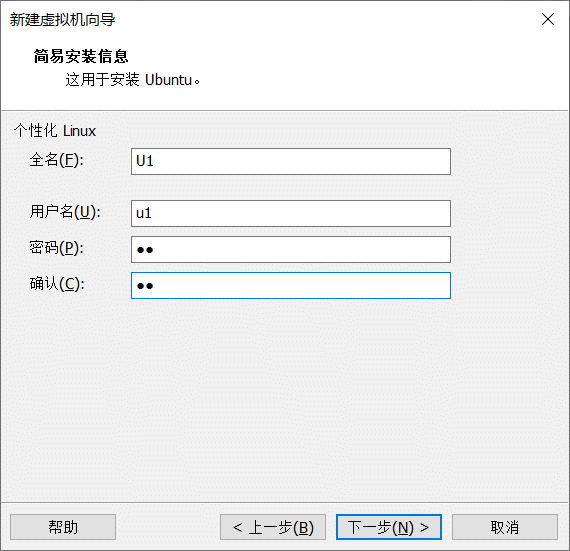 新建虚拟机向导
简易安装信息
这用于安装 Ubuntu。
个性化 Linux
全名(F): U1
用户名(U): u1
密码(P): ●●
确认(C): ●●
帮助 < 上一步(B) 下一步(N) > 取消